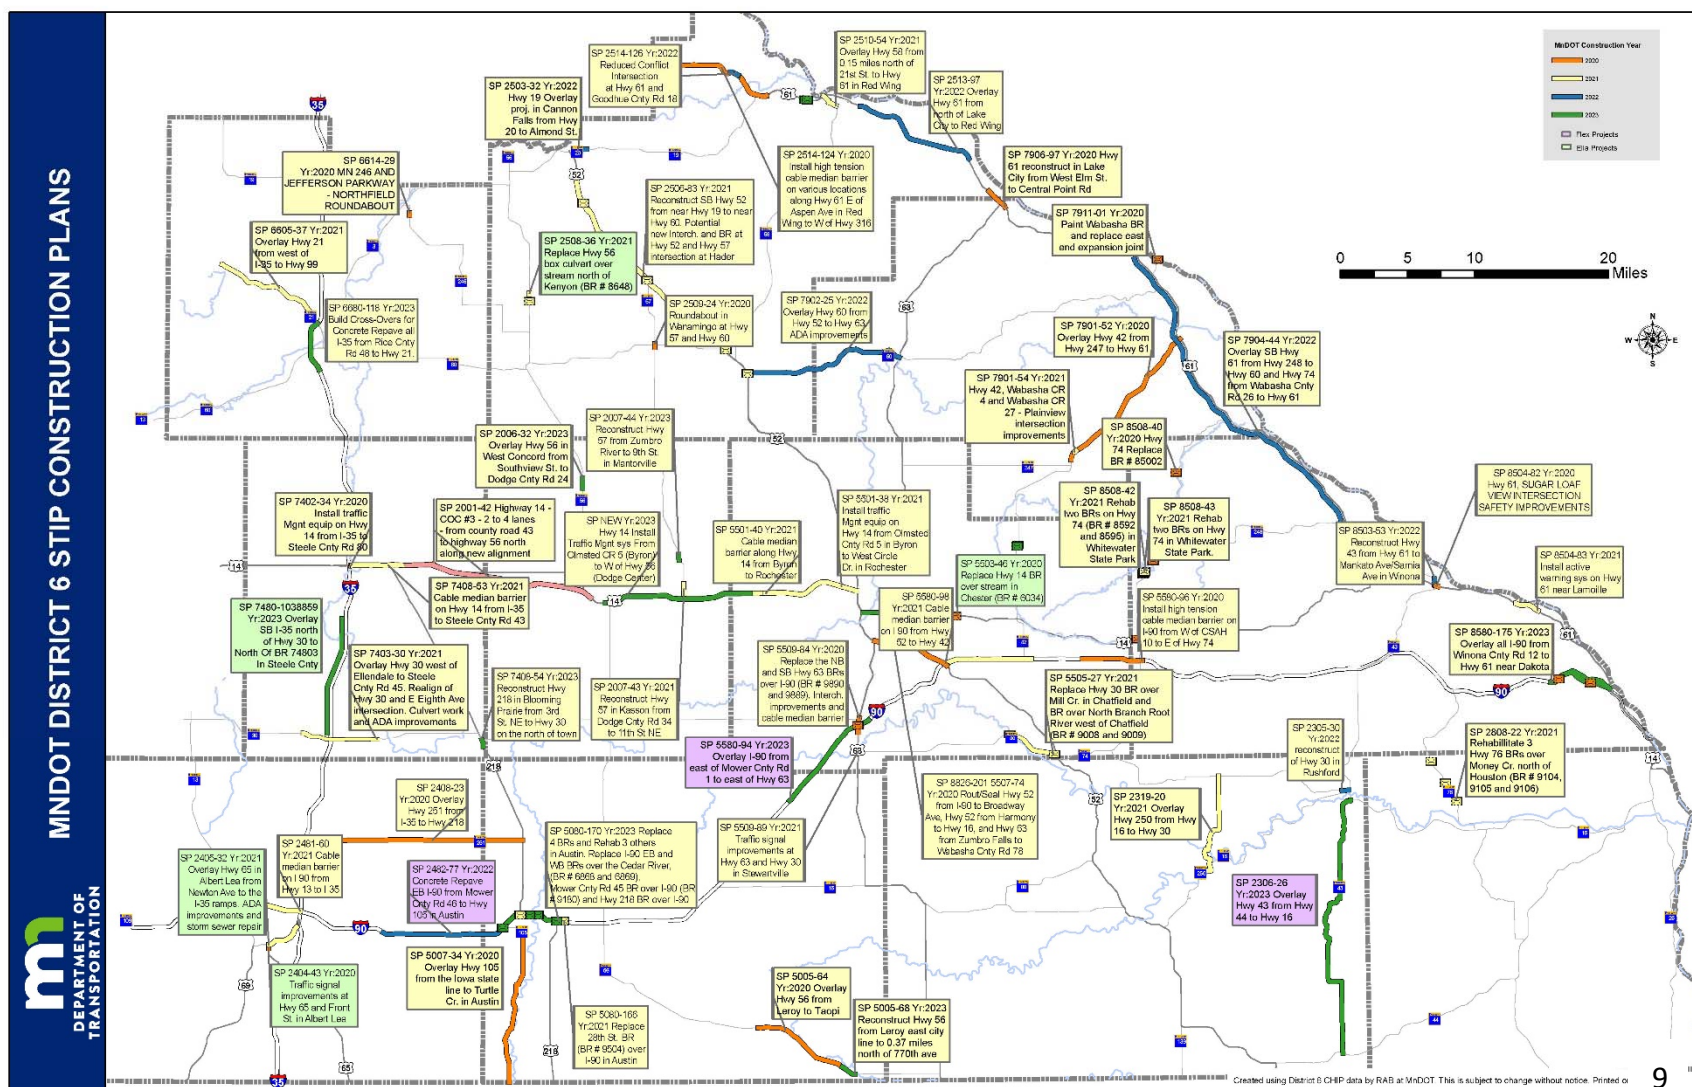 MNDOT DISTRICT 6 STIP CONSTRUCTION PLANS
DEPARTMENT OF
TRANSPORTATION
MnDOT Construction Year
2020
2021
2022
2023
Flex Projects
Ella Projects
0 5 10 20
Miles
N
W E
S
SP 2514-126 Yr:2022
Reduced Conflict
Intersection
at Hwy 61 and
Goodhue Cnty Rd 18
SP 2510-54 Yr:2021
Overlay Hwy 58 from
0.15 miles north of
21st St. to Hwy
61 in Red Wing
SP 2503-32 Yr:2022
Hwy 19 Overlay
proj. in Cannon
Falls from Hwy
20 to Almond St.
SP 2513-97
Yr:2022 Overlay
Hwy 61 from
north of Lake
City to Red Wing
SP 6614-29
Yr:2020 MN 246 AND
JEFFERSON PARKWAY
- NORTHFIELD
ROUNDABOUT
SP 2514-124 Yr:2020
Install high tension
cable median barrier
on various locations
along Hwy 61 E of
Aspen Ave in Red
Wing to W of Hwy 316
SP 7906-97 Yr:2020 Hwy
61 reconstruct in Lake
City from West Elm St.
to Central Point Rd
SP 2506-83 Yr:2021
Reconstruct SB Hwy 52
from near Hwy 19 to near
Hwy 60. Potential
new Interch. and BR at
Hwy 52 and Hwy 57
intersection at Hader
SP 6605-37 Yr:2021
Overlay Hwy 21
from west of
I-35 to Hwy 99
SP 2508-36 Yr:2021
Replace Hwy 56
box culvert over
stream north of
Kenyon (BR # 8648)
SP 7911-01 Yr:2020
Paint Wabasha BR
and replace east
end expansion joint
SP 6680-118 Yr:2023
Build Cross-Overs for
Concrete Repave all
I-35 from Rice Cnty
Rd 48 to Hwy 21.
SP 2509-24 Yr:2020
Roundabout in
Wanamingo at Hwy
57 and Hwy 60
SP 7902-25 Yr:2022
Overlay Hwy 60 from
Hwy 52 to Hwy 63
ADA improvements
SP 7901-52 Yr:2020
Overlay Hwy 42 from
Hwy 247 to Hwy 61
SP 7904-44 Yr:2022
Overlay SB Hwy
61 from Hwy 248 to
Hwy 60 and Hwy 74
from Wabasha Cnty
Rd 26 to Hwy 61
SP 7901-54 Yr:2021
Hwy 42, Wabasha CR
4 and Wabasha CR
27 - Plainview
intersection
improvements
SP 2007-44 Yr:2023
Reconstruct Hwy
57 from Zumbro
River to 9th St.
in Mantorville
SP 2006-32 Yr:2023
Overlay Hwy 56 in
West Concord from
Southview St. to
Dodge Cnty Rd 24
SP 8508-40
Yr:2020 Hwy
74 Replace
BR # 85002
SP 8504-82 Yr:2020
Hwy 61, SUGAR LOAF
VIEW INTERSECTION
SAFETY IMPROVEMENTS
SP 7402-34 Yr:2020
Install traffic
Mgnt equip on Hwy
14 from I-35 to
Steele Cnty Rd 80
SP 2001-42 Highway 14 -
COC #3 - 2 to 4 lanes
- from county road 43
to highway 56 north
along new alignment
SP NEW Yr:2023
Hwy 14 Install
Traffic Mgnt sys From
Olmsted CR 5 (Byron)
to W of Hwy 56
(Dodge Center)
SP 5501-40 Yr:2021
Cable median
barrier along Hwy
14 from Byron
to Rochester
SP 5501-38 Yr:2021
Install traffic
Mgnt equip on
Hwy 14 from Olmsted
Cnty Rd 5 in Byron
to West Circle
Dr. in Rochester
SP 8508-42
Yr:2021 Rehab
two BRs on Hwy
74 (BR # 8592
and 8595) in
Whitewater
State Park
SP 8508-43
Yr:2021 Rehab
two BRs on Hwy
74 in Whitewater
State Park.
SP 8503-53 Yr:2022
Reconstruct Hwy
43 from Hwy 61 to
Mankato Ave/Sarnia
Ave in Winona
SP 8504-83 Yr:2021
Install active
warning sys on Hwy
61 near Lamoille
SP 5503-46 Yr:2020
Replace Hwy 14 BR
over stream in
Chester (BR # 6034)
SP 7408-53 Yr:2021
Cable median barrier
on Hwy 14 from I-35
to Steele Cnty Rd 43
SP 7480-1038859
Yr:2023 Overlay
SB I-35 north
of Hwy 30 to
North Of BR 74803
In Steele Cnty
SP 5580-98
Yr:2021 Cable
median barrier
on I 90 from Hwy
52 to Hwy 42
SP 5580-96 Yr:2020
Install high tension
cable median barrier on
I-90 from W of CSAH
10 to E of Hwy 74
SP 8580-175 Yr:2023
Overlay all I-90 from
Winona Cnty Rd 12 to
Hwy 61 near Dakota
SP 7403-30 Yr:2021
Overlay Hwy 30 west of
Ellendale to Steele
Cnty Rd 45. Realign of
Hwy 30 and E Eighth Ave
intersection. Culvert work
and ADA improvements
SP 7408-54 Yr:2023
Reconstruct Hwy
218 in Blooming
Prairie from 3rd
St. NE to Hwy 30
on the north of town
SP 2007-43 Yr:2021
Reconstruct Hwy
57 in Kasson from
Dodge Cnty Rd 34
to 11th St NE
SP 5509-84 Yr:2020
Replace the NB
and SB Hwy 63 BRs
over I-90 (BR # 9890
and 9889). Interch.
improvements and
cable median barrier
SP 5505-27 Yr:2021
Replace Hwy 30 BR over
Mill Cr. in Chatfield and
BR over North Branch Root
River west of Chatfield
(BR # 9008 and 9009)
SP 5580-94 Yr:2023
Overlay I-90 from
east of Mower Cnty Rd
1 to east of Hwy 63
SP 2305-30
Yr:2022
reconstruct
of Hwy 30 in
Rushford
SP 2808-22 Yr:2021
Rehabilitate 3
Hwy 76 BRs over
Money Cr. north of
Houston (BR # 9104,
9105 and 9106)
SP 2408-23
Yr:2020 Overlay
Hwy 251 from
I-35 to Hwy 218
SP 8826-201 5507-74
Yr:2020 Rout/Seal Hwy 52
from I-90 to Broadway
Ave, Hwy 52 from Harmony
to Hwy 16, and Hwy 63
from Zumbro Falls to
Wabasha Cnty Rd 78
SP 2319-20
Yr:2021 Overlay
Hwy 250 from Hwy
16 to Hwy 30
SP 2405-32 Yr:2021
Overlay Hwy 65 in
Albert Lea from
Newton Ave to the
I-35 ramps. ADA
improvements and
storm sewer repair
SP 2481-60
Yr:2021 Cable
median barrier
on I 90 from
Hwy 13 to I 35
SP 2482-77 Yr:2022
Concrete Repave
EB I-90 from Mower
Cnty Rd 46 to Hwy
105 in Austin
SP 5080-170 Yr:2023 Replace
4 BRs and Rehab 3 others
in Austin. Replace I-90 EB and
WB BRs over the Cedar River,
(BR # 6868 and 6869).
Mower Cnty Rd 45 BR over I-90 (BR
# 9180) and Hwy 218 BR over I-90
SP 5509-89 Yr:2021
Traffic signal
improvements at
Hwy 63 and Hwy 30
in Stewartville
SP 2306-26
Yr:2023 Overlay
Hwy 43 from Hwy
44 to Hwy 16
SP 2404-43 Yr:2020
Traffic signal
improvements at
Hwy 65 and Front
St. in Albert Lea
SP 5007-34 Yr:2020
Overlay Hwy 105
from the Iowa state
line to Turtle
Cr. in Austin
SP 5080-166
Yr:2021 Replace
28th St. BR
(BR # 9504) over
I-90 in Austin
SP 5005-64
Yr:2020 Overlay
Hwy 56 from
Leroy to Taopi
SP 5005-68 Yr:2023
Reconstruct Hwy 56
from Leroy east city
line to 0.37 miles
north of 770th ave
35
61
52
63
61
52
14
35
14
14
61
90
90
63
218
52
14
90
69
65
35
218
Created using District 6 CHIP data by RAB at MnDOT This is subject to change without notice. Printed o
9